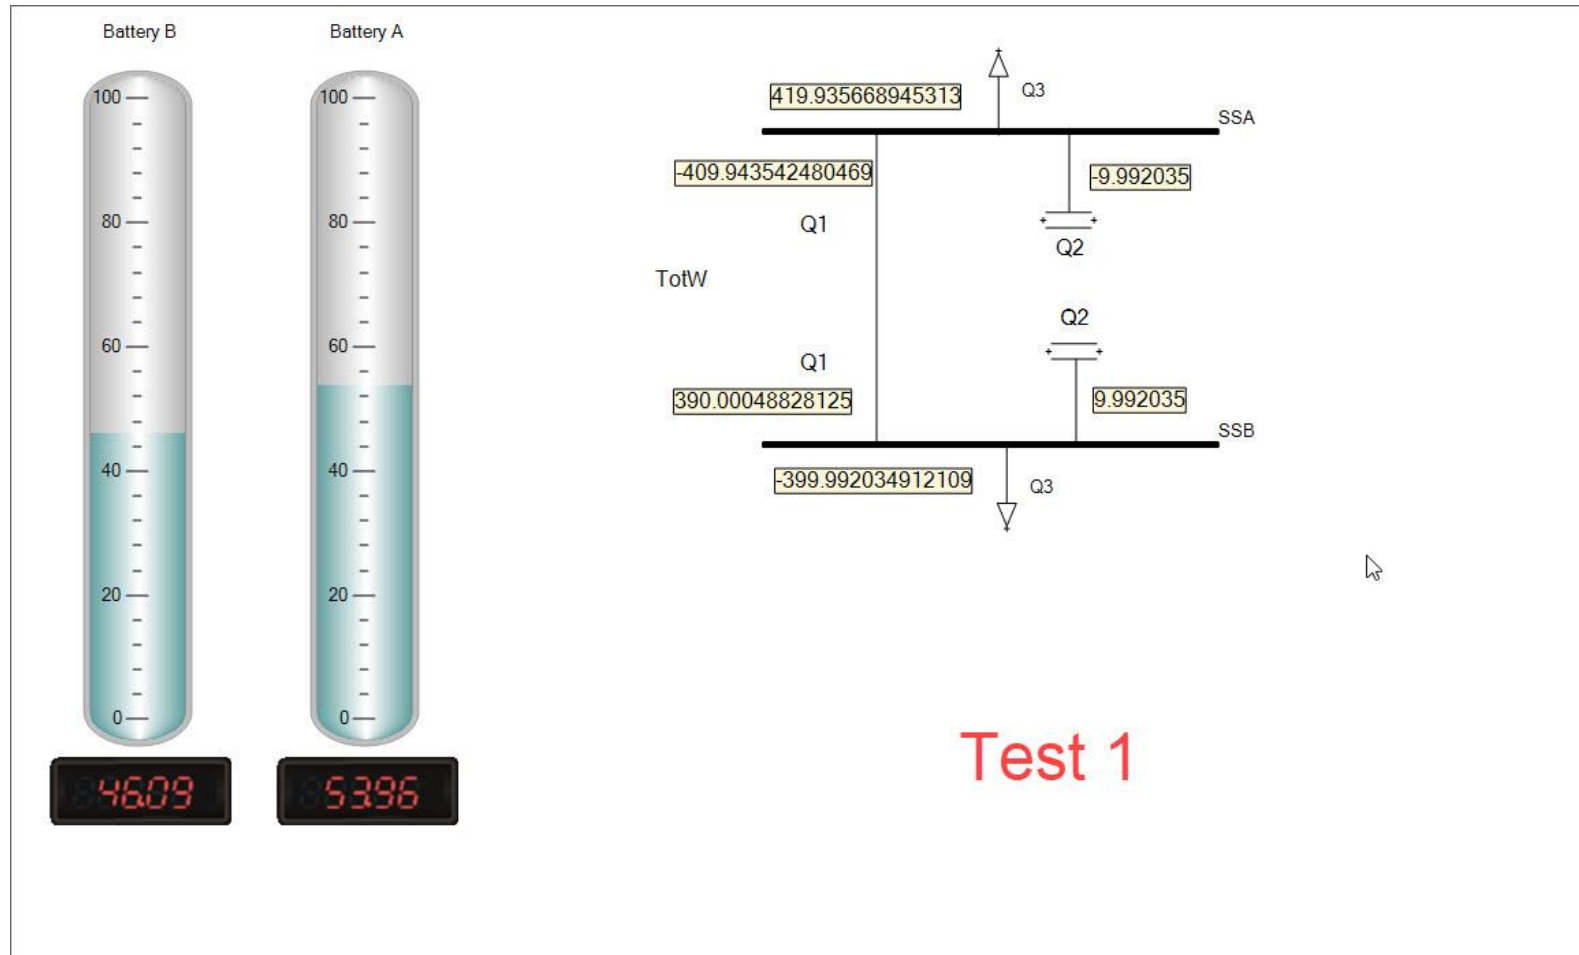 Battery B
Battery A
100
80
60
40
20
0
46.09
100
80
60
40
20
0
53.96
419.935668945313
Q3
SSA
-409.943542480469
-9.992035
Q1
Q2
TotW
Q2
Q1
390.00048828125
9.992035
SSB
-399.992034912109
Q3
Test 1